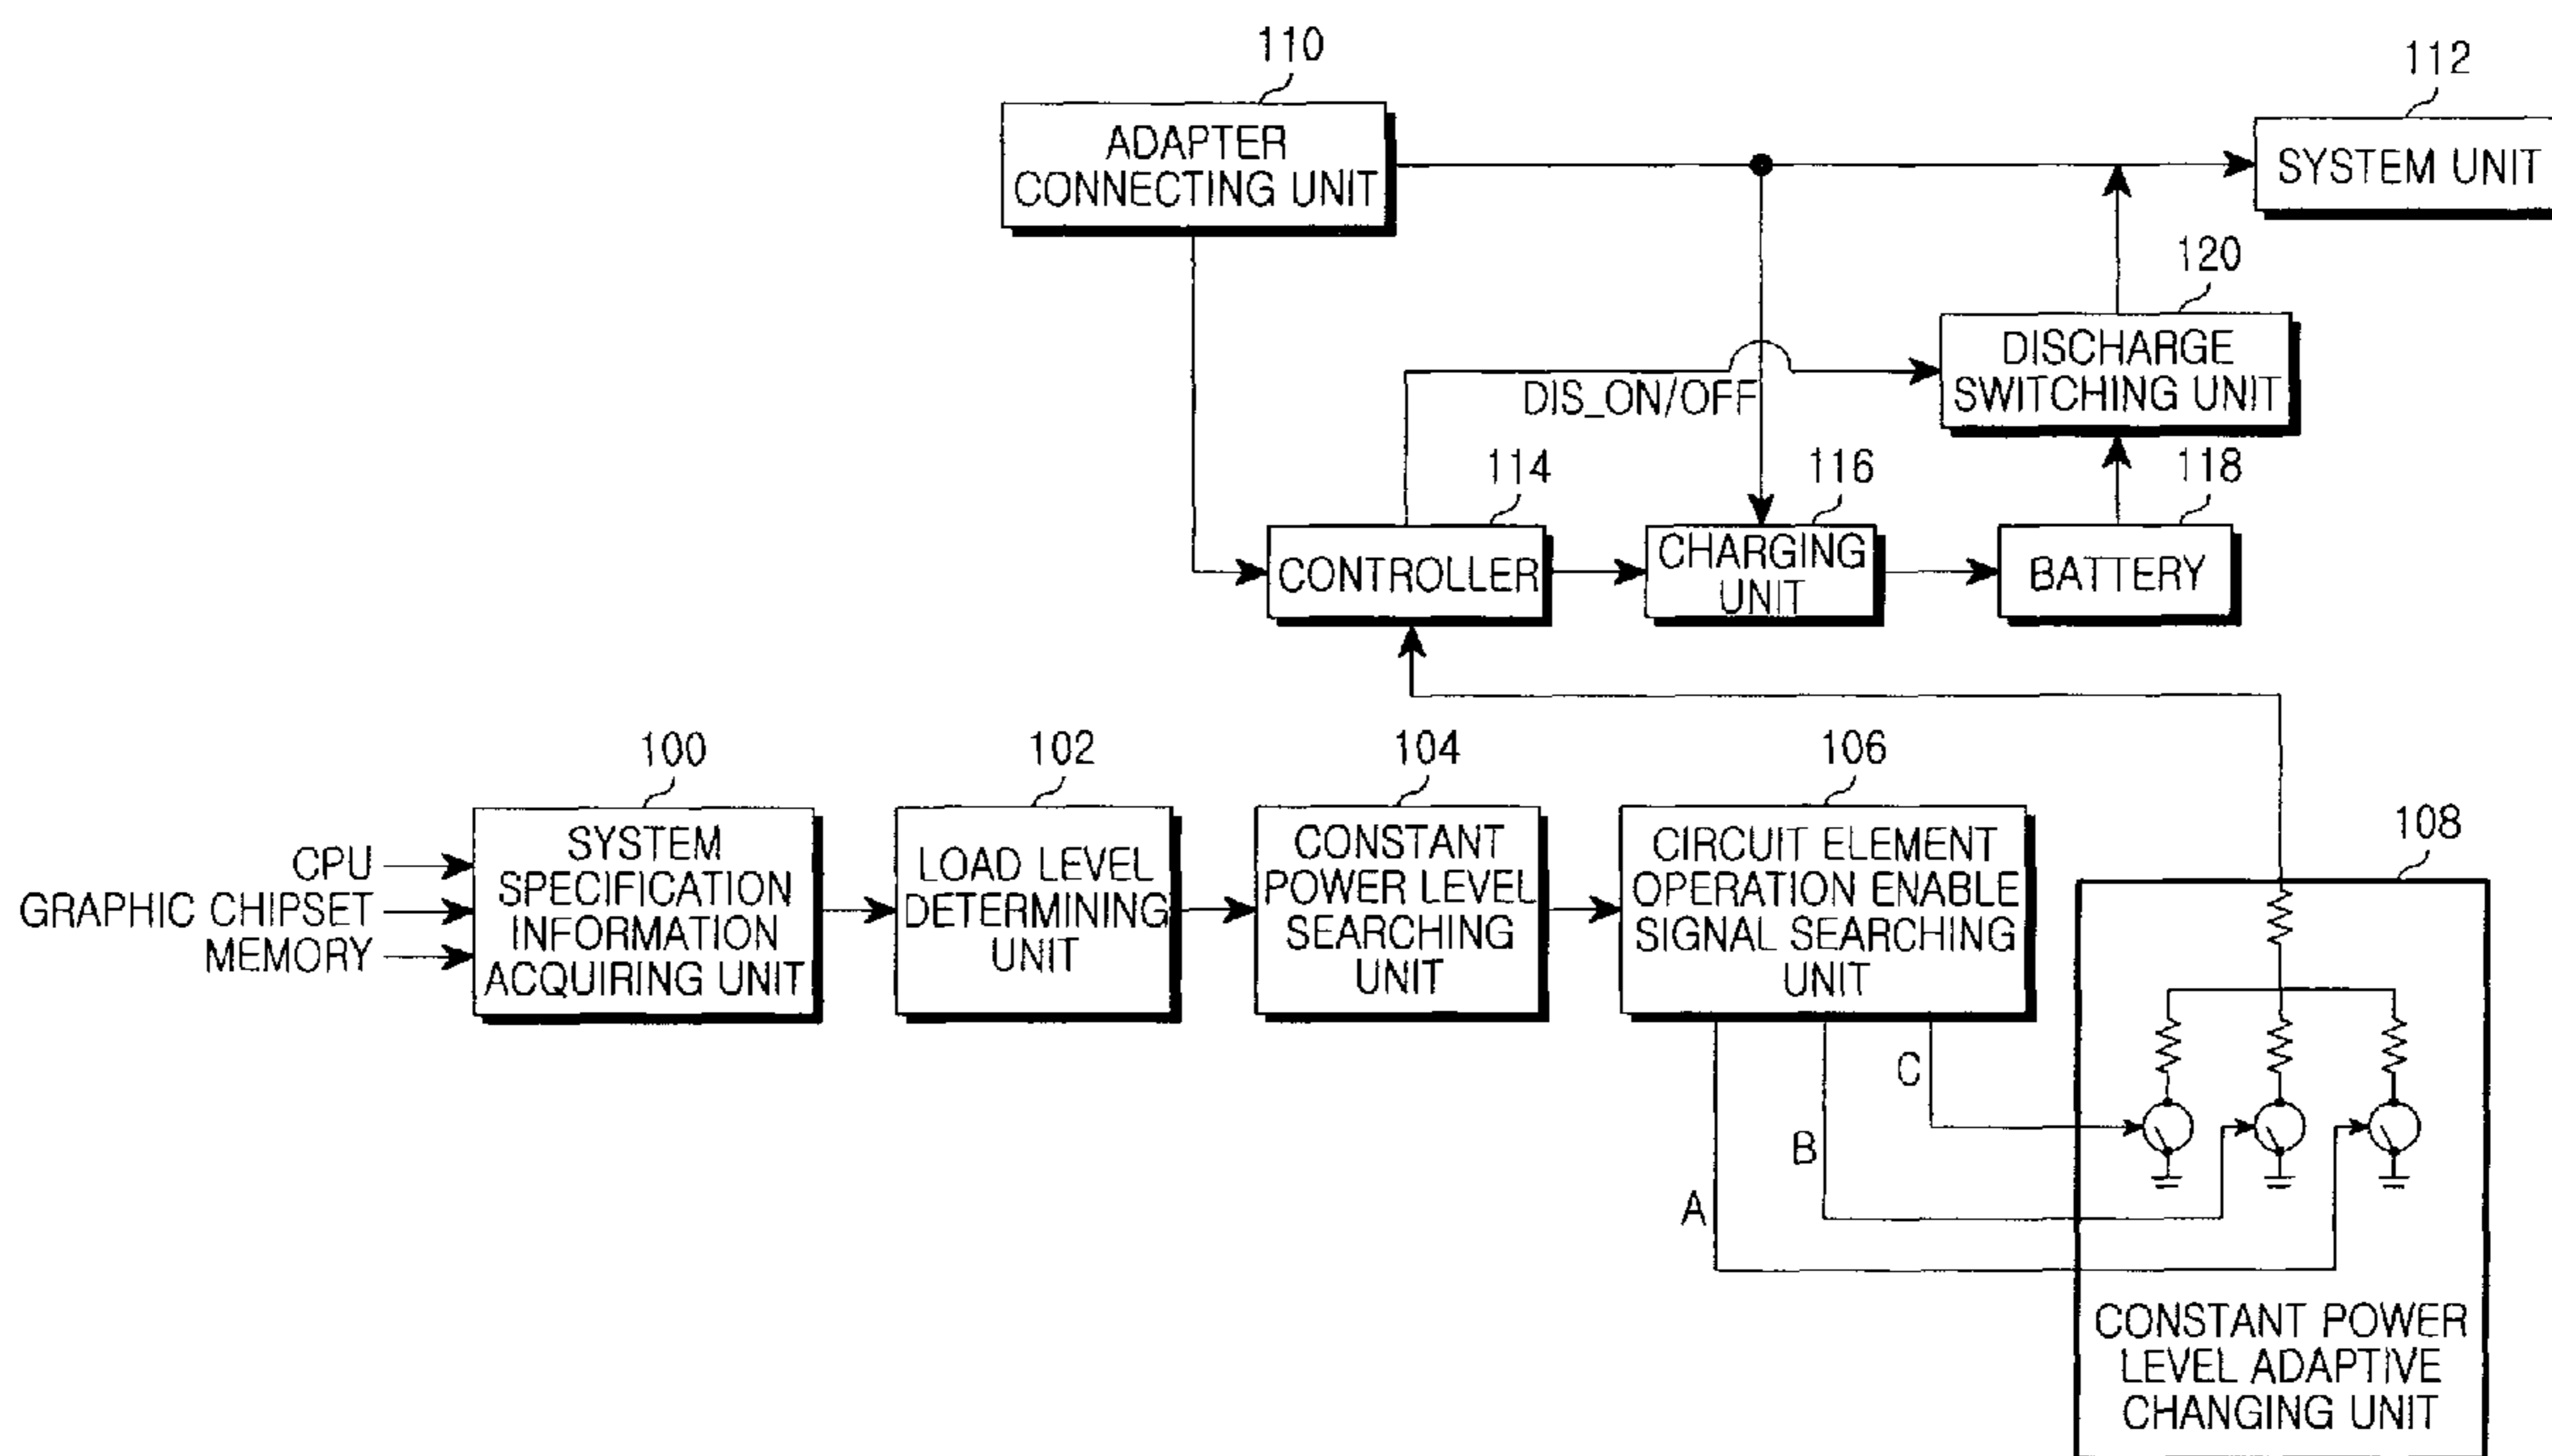 110
ADAPTER
CONNECTING UNIT
112
SYSTEM UNIT
120
DISCHARGE
SWITCHING UNIT
DIS_ON/OFF
114
CONTROLLER
116
CHARGING
UNIT
118
BATTERY
CPU
GRAPHIC CHIPSET
MEMORY
100
SYSTEM
SPECIFICATION
INFORMATION
ACQUIRING UNIT
102
LOAD LEVEL
DETERMINING
UNIT
104
CONSTANT
POWER LEVEL
SEARCHING
UNIT
106
CIRCUIT ELEMENT
OPERATION ENABLE
SIGNAL SEARCHING
UNIT
C
B
A
108
CONSTANT POWER
LEVEL ADAPTIVE
CHANGING UNIT